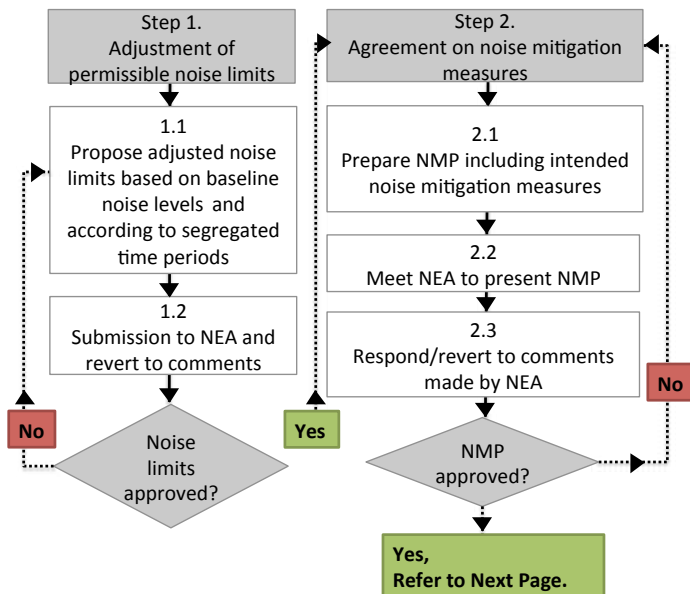 Step 1.
Adjustment of
permissible noise limits
1.1
Propose adjusted noise
limits based on baseline
noise levels and
according to segregated
time periods
1.2
Submission to NEA and
revert to comments
No
Noise
limits
approved?
Yes
Step 2.
Agreement on noise mitigation
measures
2.1
Prepare NMP including intended
noise mitigation measures
2.2
Meet NEA to present NMP
2.3
Respond/revert to comments
made by NEA
No
NMP
approved?
Yes,
Refer to Next Page.